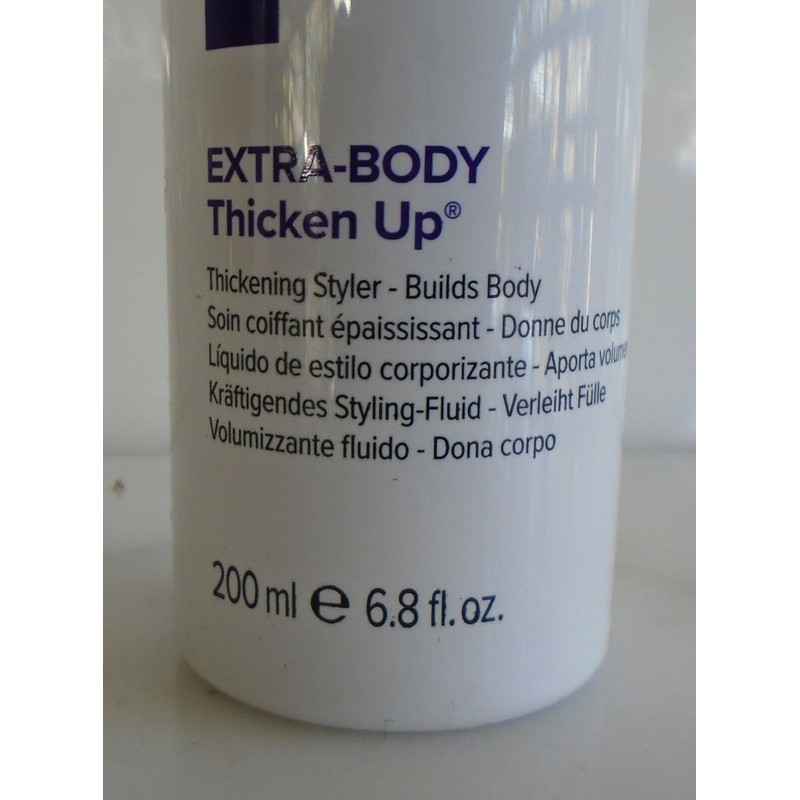 EXTRA-BODY
Thicken Up®
Thickening Styler - Builds Body
Soin coiffant épaississant - Donne du corps
Líquido de estilo corporizante - Aporta volumen
Kräftigendes Styling-Fluid - Verleiht Fülle
Volumizzante fluido - Dona corpo
200 ml ℮ 6.8 fl. oz.